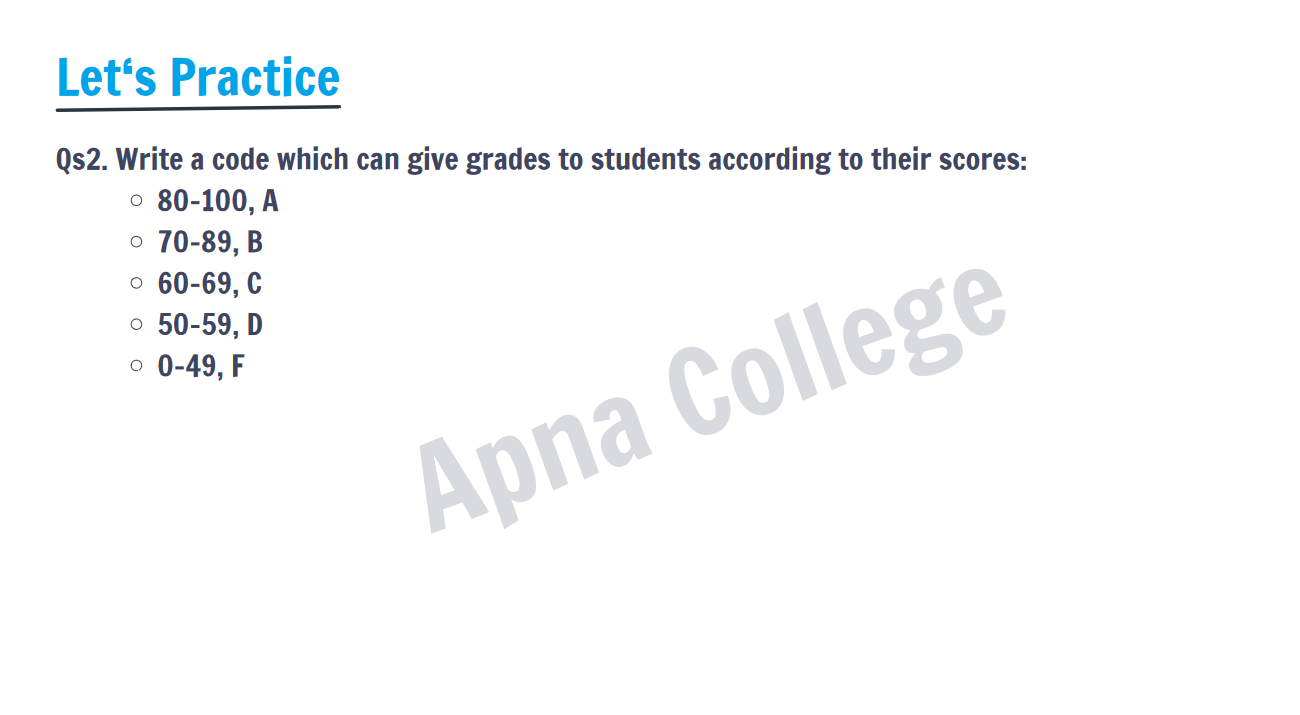 Let‘s Practice
Qs2. Write a code which can give grades to students according to their scores:
80-100, A
70-89, B
60-69, C
50-59, D
0-49, F
Apna College